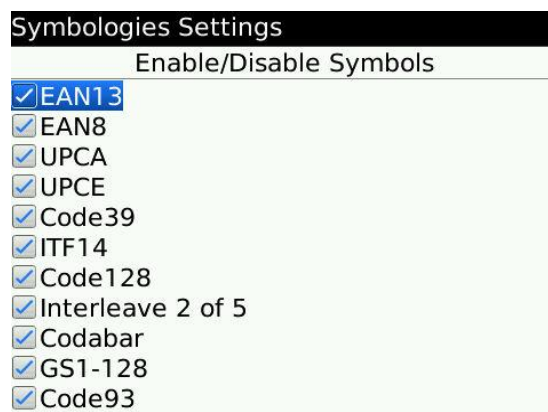 Symbologies Settings
Enable/Disable Symbols
EAN13
EAN8
UPCA
UPCE
Code39
ITF14
Code128
Interleave 2 of 5
Codabar
GS1-128
Code93